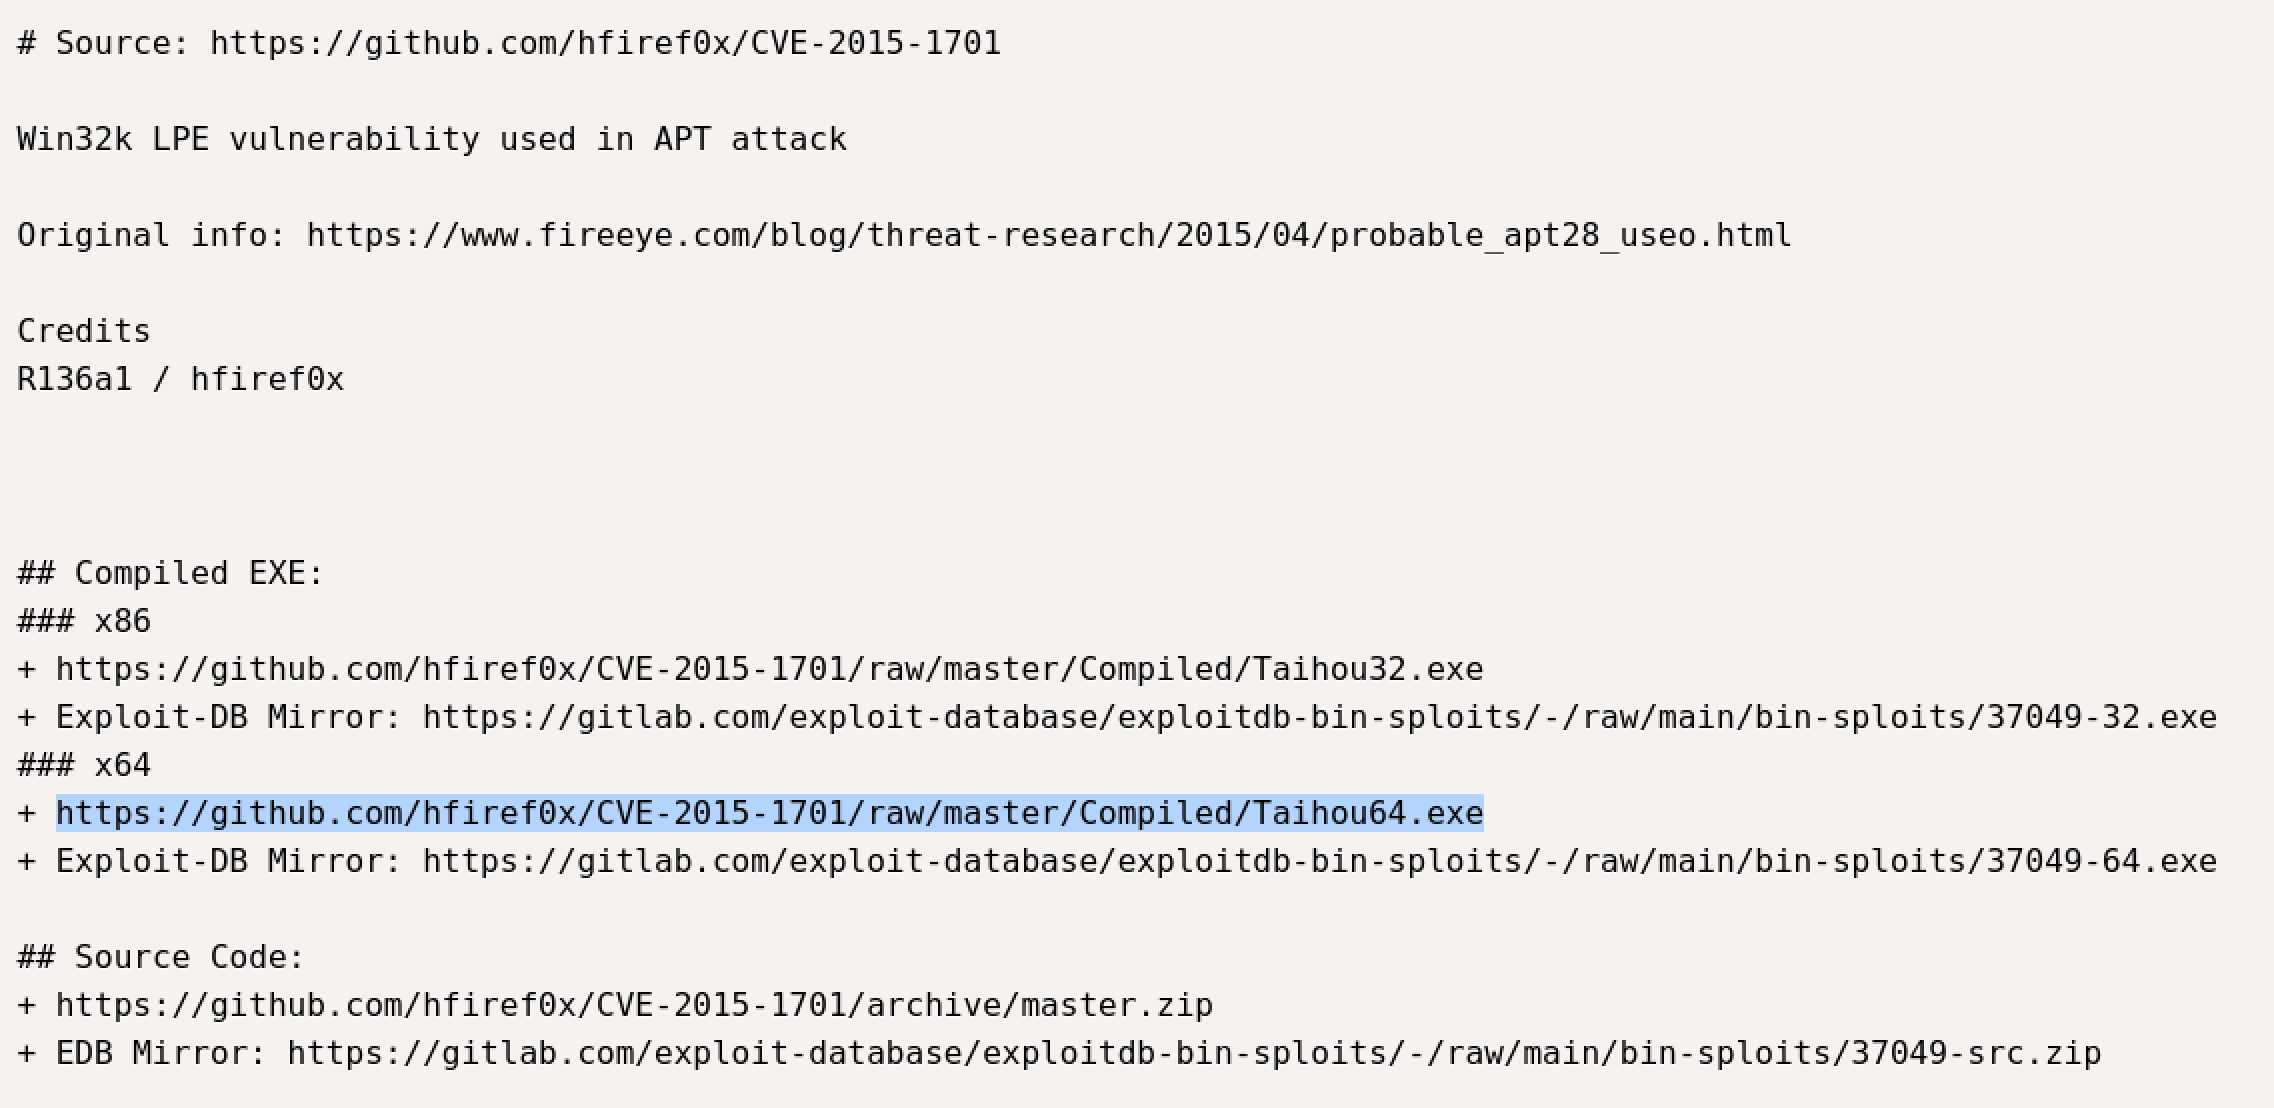 # Source: https://github.com/hfiref0x/CVE-2015-1701
Win32k LPE vulnerability used in APT attack
Original info: https://www.fireeye.com/blog/threat-research/2015/04/probable_apt28_useo.html
Credits
R136a1 / hfiref0x
## Compiled EXE:
### x86
+ https://github.com/hfiref0x/CVE-2015-1701/raw/master/Compiled/Taihou32.exe
+ Exploit-DB Mirror: https://gitlab.com/exploit-database/exploitdb-bin-sploits/-/raw/main/bin-sploits/37049-32.exe
### x64
+ https://github.com/hfiref0x/CVE-2015-1701/raw/master/Compiled/Taihou64.exe
+ Exploit-DB Mirror: https://gitlab.com/exploit-database/exploitdb-bin-sploits/-/raw/main/bin-sploits/37049-64.exe
## Source Code:
+ https://github.com/hfiref0x/CVE-2015-1701/archive/master.zip
+ EDB Mirror: https://gitlab.com/exploit-database/exploitdb-bin-sploits/-/raw/main/bin-sploits/37049-src.zip